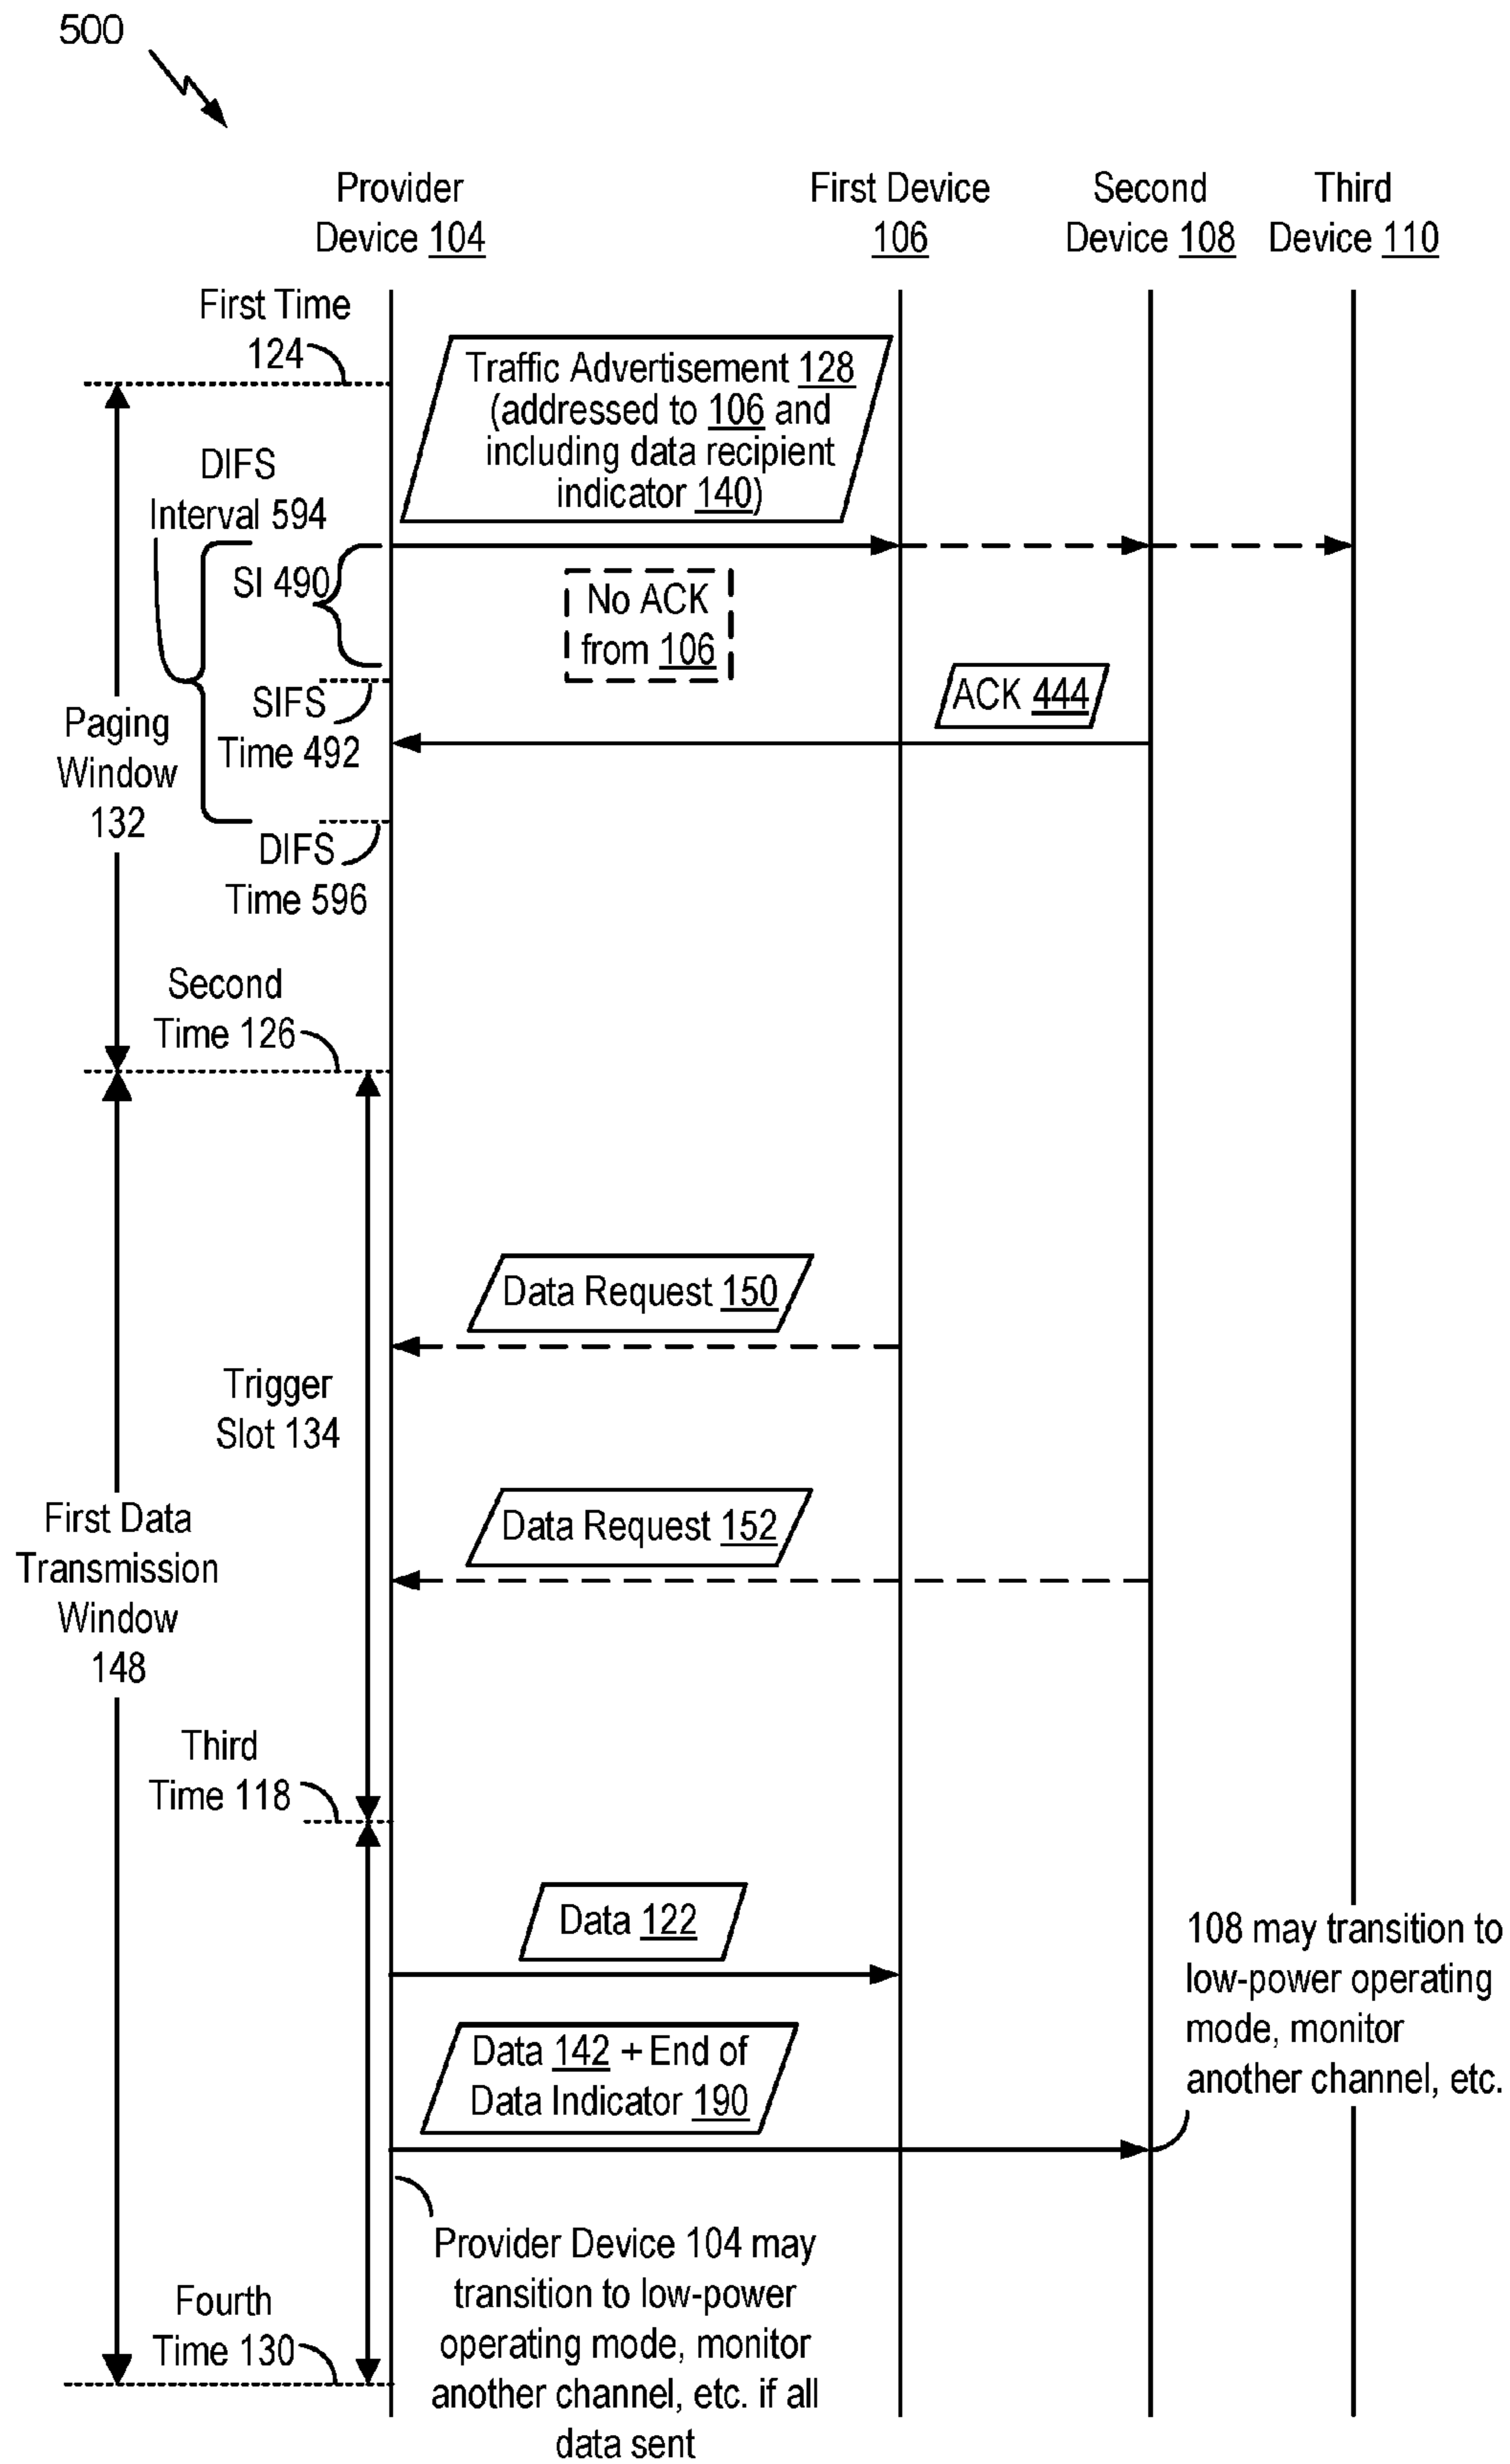 500
Provider
Device 104
First Device
106
Second
Device 108
Third
Device 110
First Time
124
Traffic Advertisement 128
(addressed to 106 and
including data recipient
indicator 140)
DIFS
Interval 594
SI 490
No ACK
from 106
SIFS
Time 492
ACK 444
Paging
Window
132
DIFS
Time 596
Second
Time 126
Data Request 150
Trigger
Slot 134
Data Request 152
First Data
Transmission
Window
148
Third
Time 118
Data 122
108 may transition to
low-power operating
mode, monitor
another channel, etc.
Data 142 + End of
Data Indicator 190
Provider Device 104 may
transition to low-power
operating mode, monitor
another channel, etc. if all
data sent
Fourth
Time 130